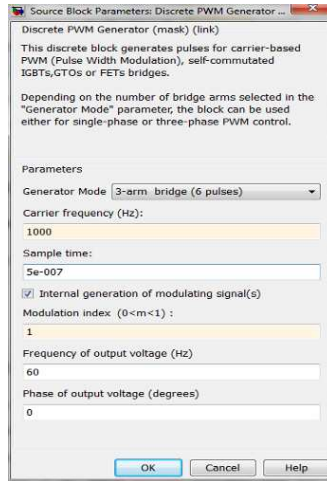 Source Block Parameters: Discrete PWM Generator ...
Discrete PWM Generator (mask) (link)
This discrete block generates pulses for carrier-based
PWM (Pulse Width Modulation), self-commutated
IGBTs,GTOs or FETs bridges.
Depending on the number of bridge arms selected in the
"Generator Mode" parameter, the block can be used
either for single-phase or three-phase PWM control.
Parameters
Generator Mode 3-arm bridge (6 pulses)
Carrier frequency (Hz):
1000
Sample time:
5e-007
Internal generation of modulating signal(s)
Modulation index (0<m<1) :
1
Frequency of output voltage (Hz)
60
Phase of output voltage (degrees)
0
OK Cancel Help